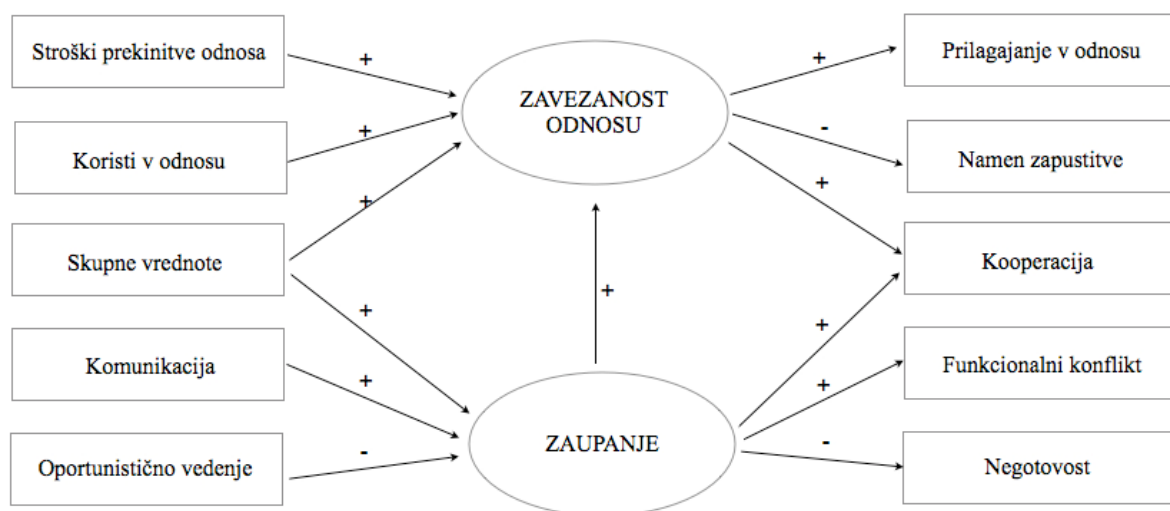 Stroški prekinitve odnosa
+
ZAVEZANOST
ODNOSU
+
Prilagajanje v odnosu
Koristi v odnosu
+
-
Namen zapustitve
Skupne vrednote
+
+
Kooperacija
+
+
+
Komunikacija
+
+
Funkcionalni konflikt
Oportunistično vedenje
-
ZAUPANJE
-
Negotovost